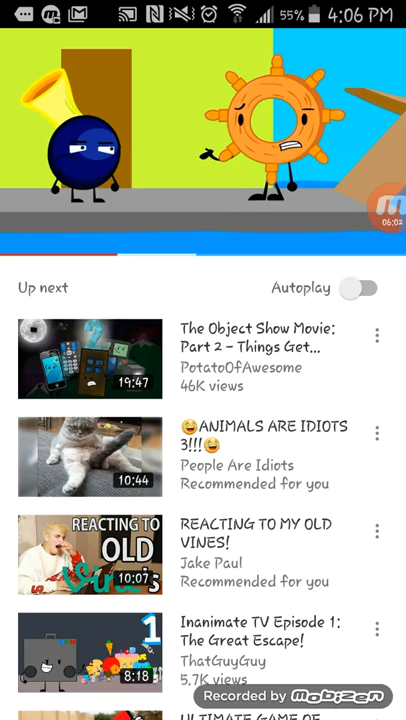 55% 4:06 PM
06:02
Up next
Autoplay
The Object Show Movie:
Part 2 – Things Get...
PotatoOfAwesome
46K views
19:47
😂ANIMALS ARE IDIOTS
3!!!😂
People Are Idiots
Recommended for you
10:44
REACTING TO MY OLD
VINES!
Jake Paul
Recommended for you
REACTING TO
OLD
Vines
10:07
Inanimate TV Episode 1:
The Great Escape!
ThatGuyGuy
5.7K views
1
8:18
Recorded by mobizen
ULTIMATE GAME OF